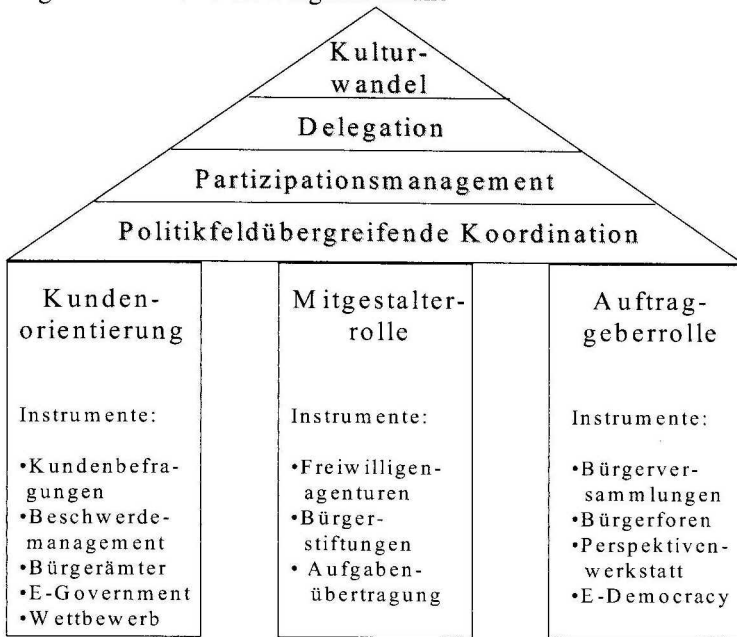 Kultur-
wandel
Delegation
Partizipationsmanagement
Politikfeldübergreifende Koordination
Kunden-
orientierung
Instrumente:
•Kundenbefra-
gungen
•Beschwerde-
management
•Bürgerämter
•E-Government
•Wettbewerb
Mitgestalter-
rolle
Instrumente:
•Freiwilligen-
agenturen
•Bürger-
stiftungen
• Aufgaben-
übertragung
Auftrag-
geberrolle
Instrumente:
•Bürgerver-
sammlungen
•Bürgerforen
•Perspektiven-
werkstatt
•E-Democracy